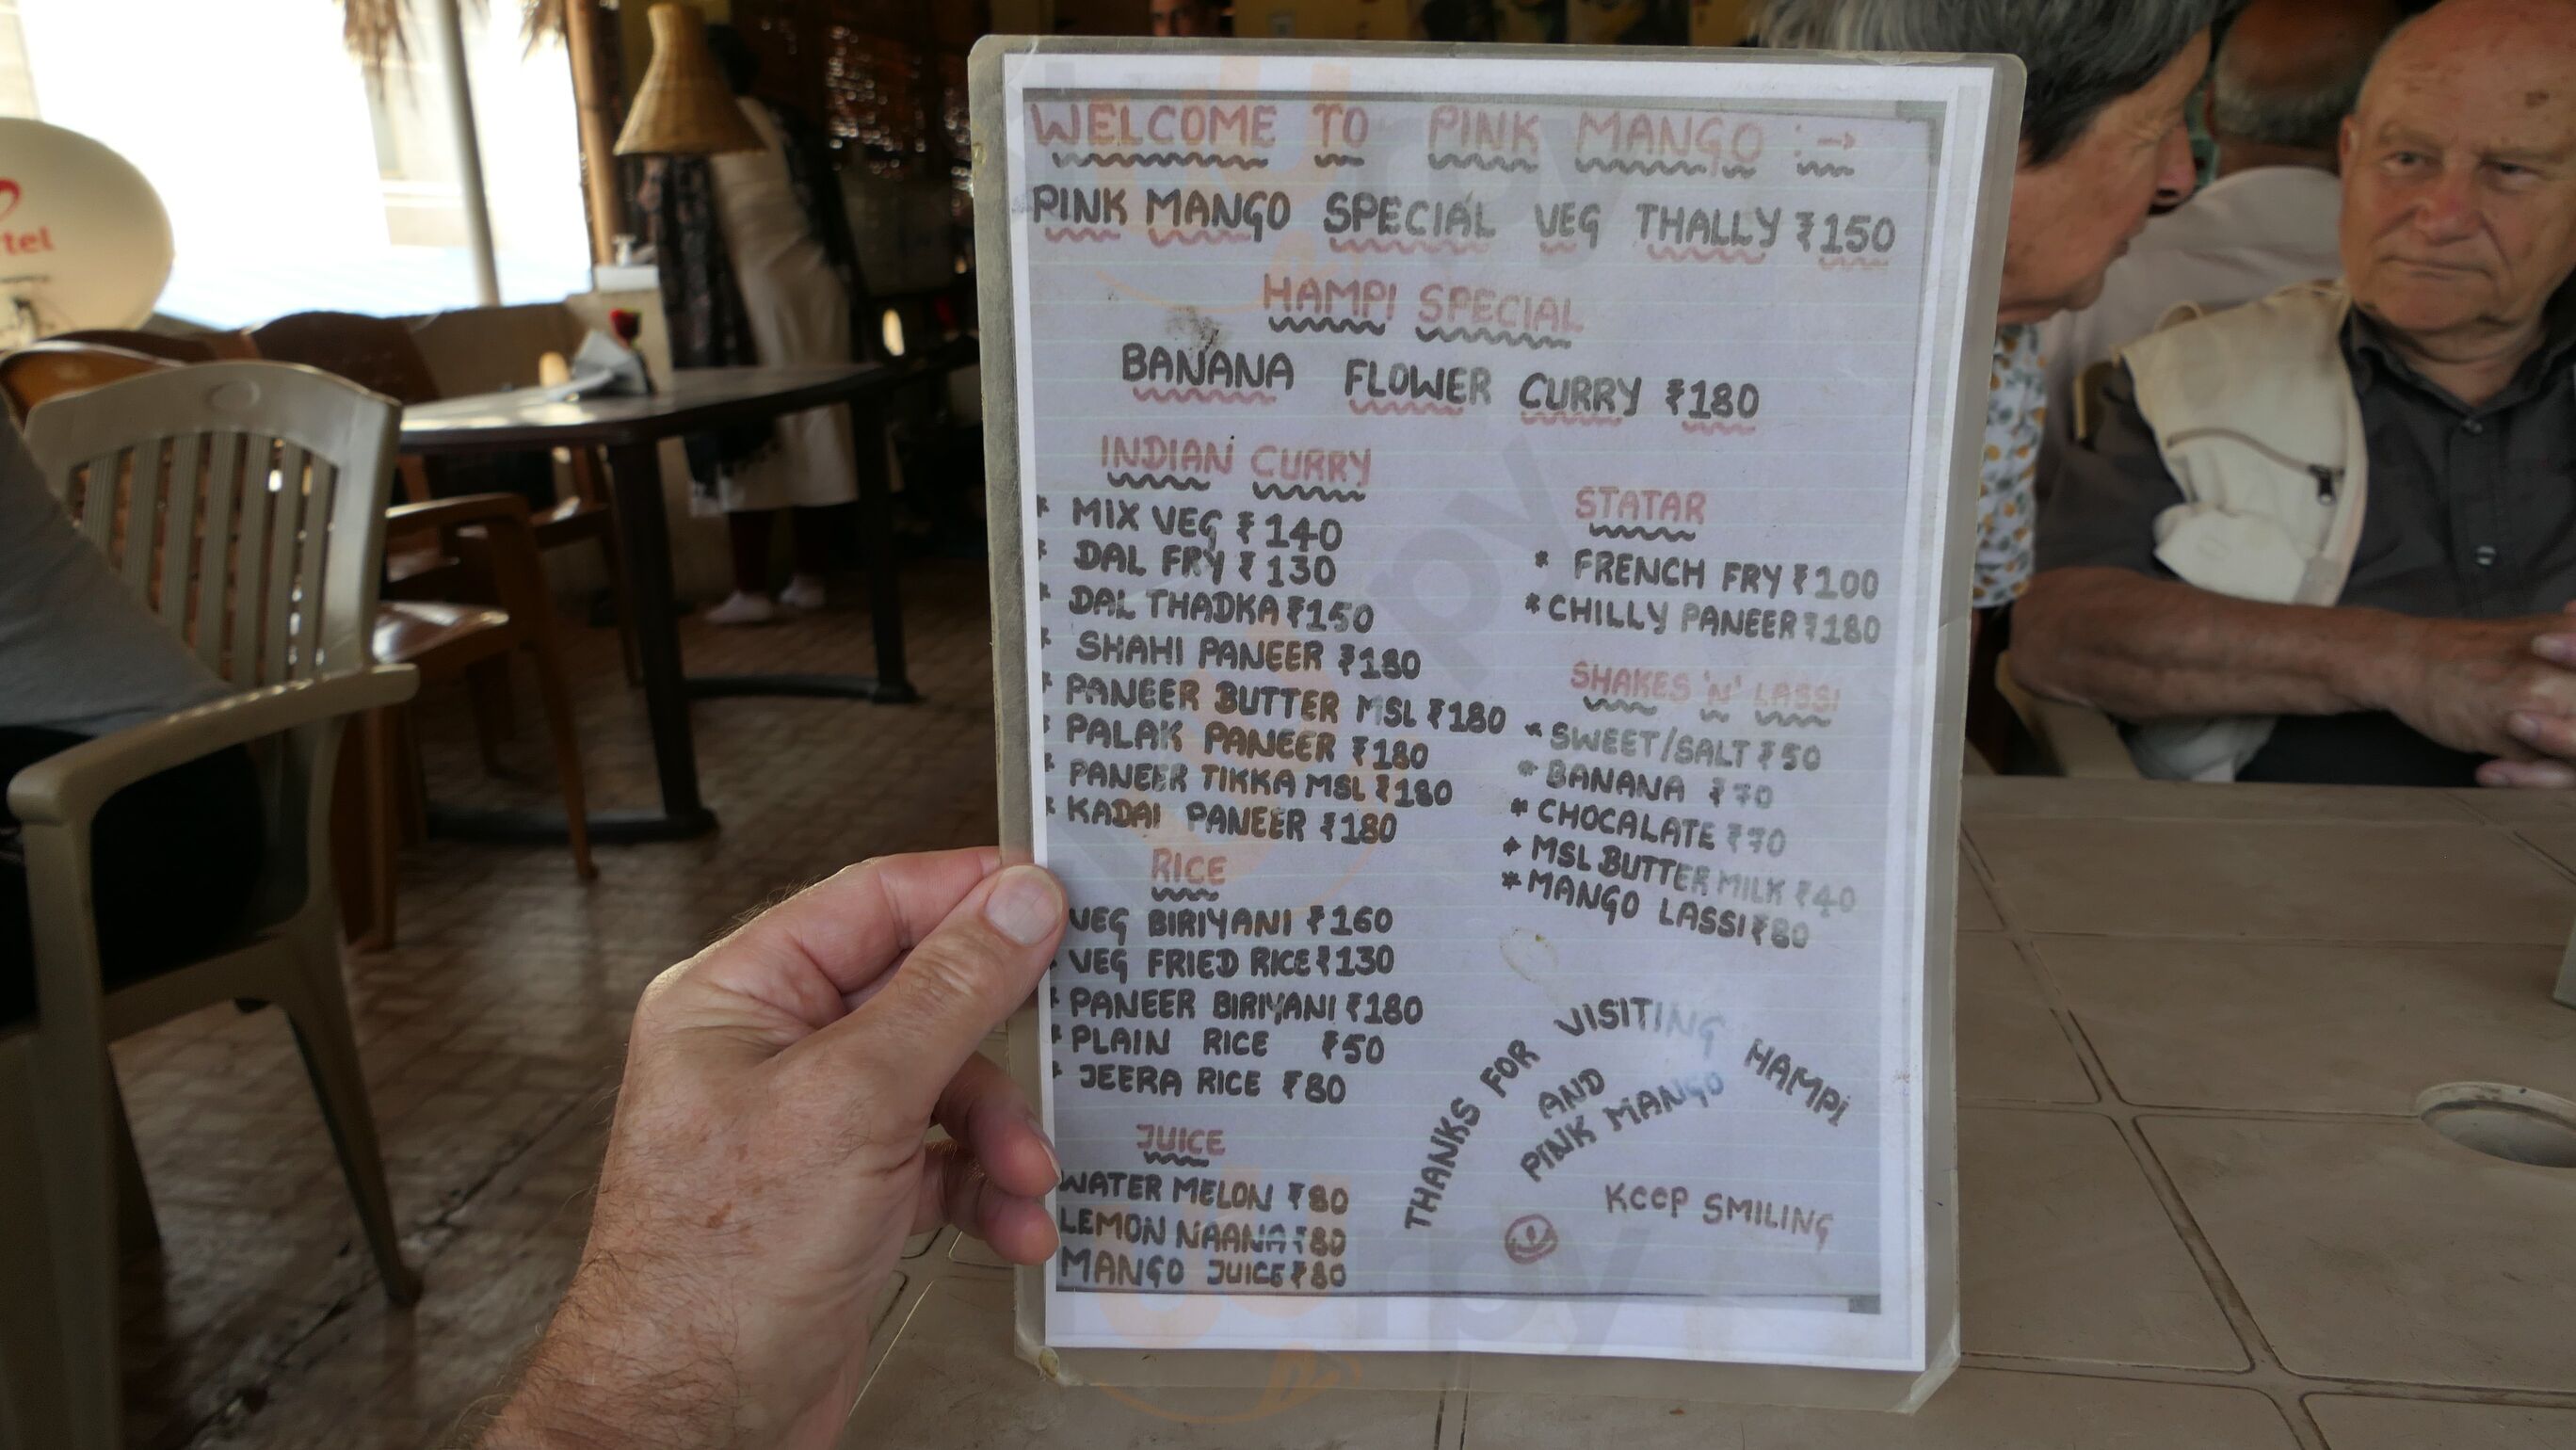 WELCOME TO PINK MANGO :→
PINK MANGO SPECIAL VEG THALLY ₹150
HAMPI SPECIAL
BANANA FLOWER CURRY ₹180
INDIAN CURRY
* MIX VEG ₹140
* DAL FRY ₹130
* DAL THADKA ₹150
* SHAHI PANEER ₹180
* PANEER BUTTER MSL ₹180
* PALAK PANEER ₹180
* PANEER TIKKA MSL ₹180
* KADAI PANEER ₹180
RICE
VEG BIRIYANI ₹160
* VEG FRIED RICE ₹130
* PANEER BIRIYANI ₹180
* PLAIN RICE ₹50
* JEERA RICE ₹80
JUICE
WATER MELON ₹80
LEMON NAANA ₹80
MANGO JUICE ₹80
STATAR
* FRENCH FRY ₹100
* CHILLY PANEER ₹180
SHAKES 'N' LASSI
* SWEET/SALT ₹50
* BANANA ₹70
* CHOCALATE ₹70
* MSL BUTTER MILK ₹40
* MANGO LASSI ₹80
THANKS FOR VISITING HAMPI
AND
PINK MANGO
KEEP SMILING
tel